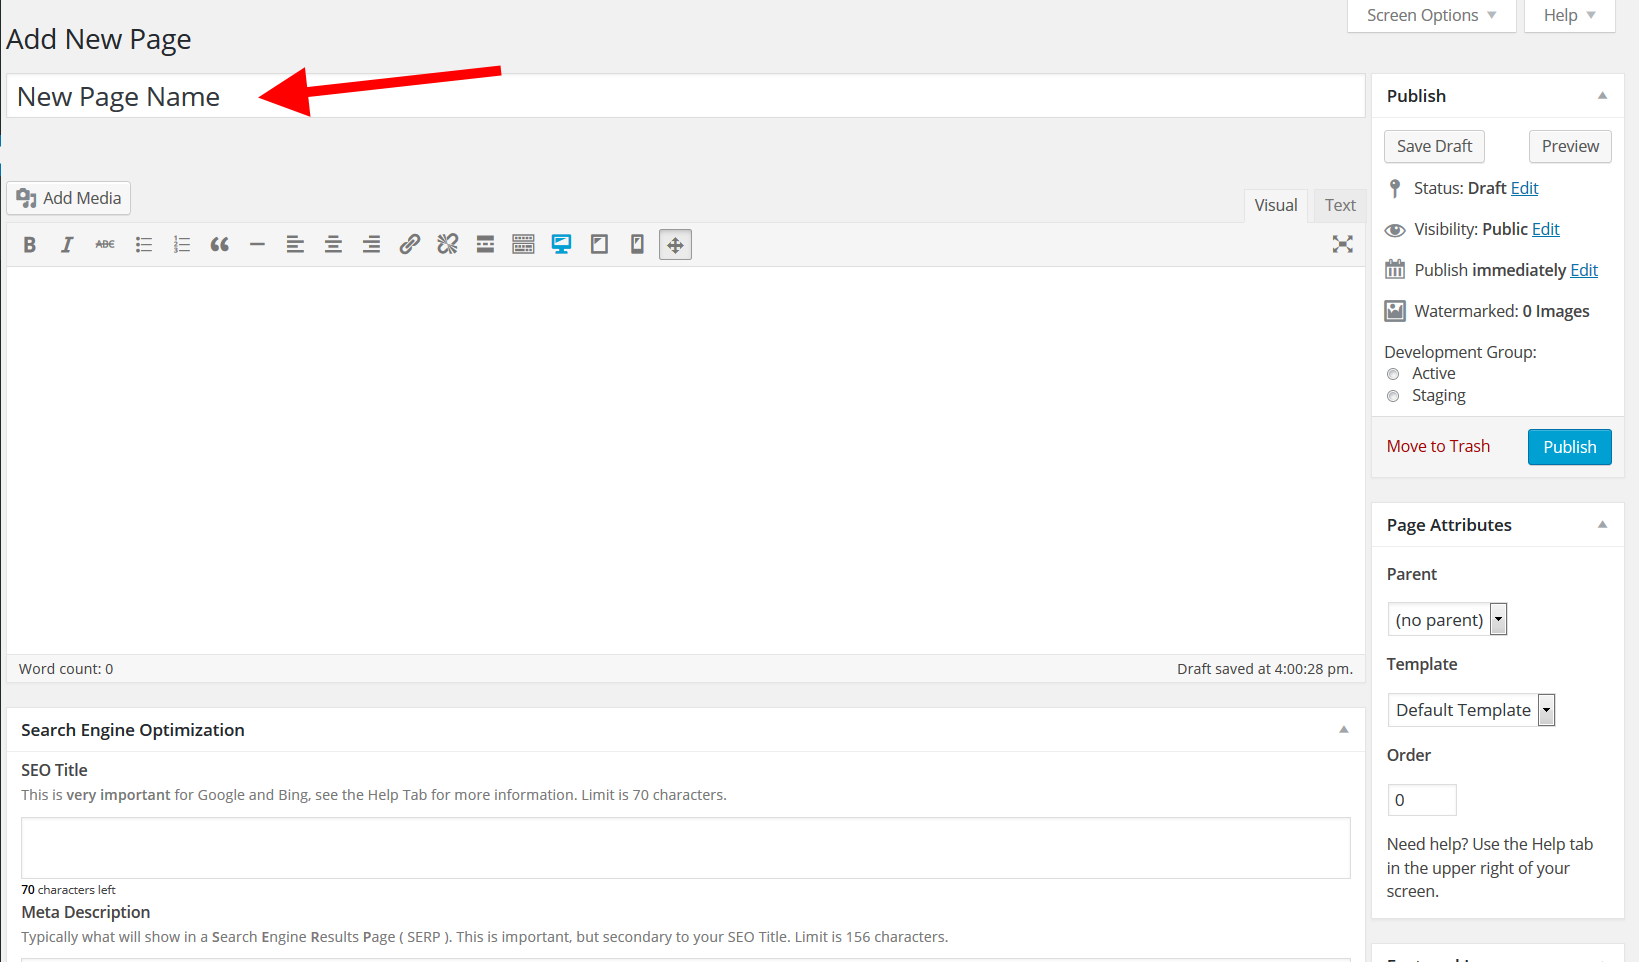 Screen Options
Help
Add New Page
New Page Name
Add Media
Visual
Text
B I ABC
Word count: 0
Draft saved at 4:00:28 pm.
Search Engine Optimization
SEO Title
This is very important for Google and Bing, see the Help Tab for more information. Limit is 70 characters.
70 characters left
Meta Description
Typically what will show in a Search Engine Results Page ( SERP ). This is important, but secondary to your SEO Title. Limit is 156 characters.
Publish
Save Draft
Preview
Status: Draft Edit
Visibility: Public Edit
Publish immediately Edit
Watermarked: 0 Images
Development Group:
Active
Staging
Move to Trash
Publish
Page Attributes
Parent
(no parent)
Template
Default Template
Order
0
Need help? Use the Help tab
in the upper right of your
screen.